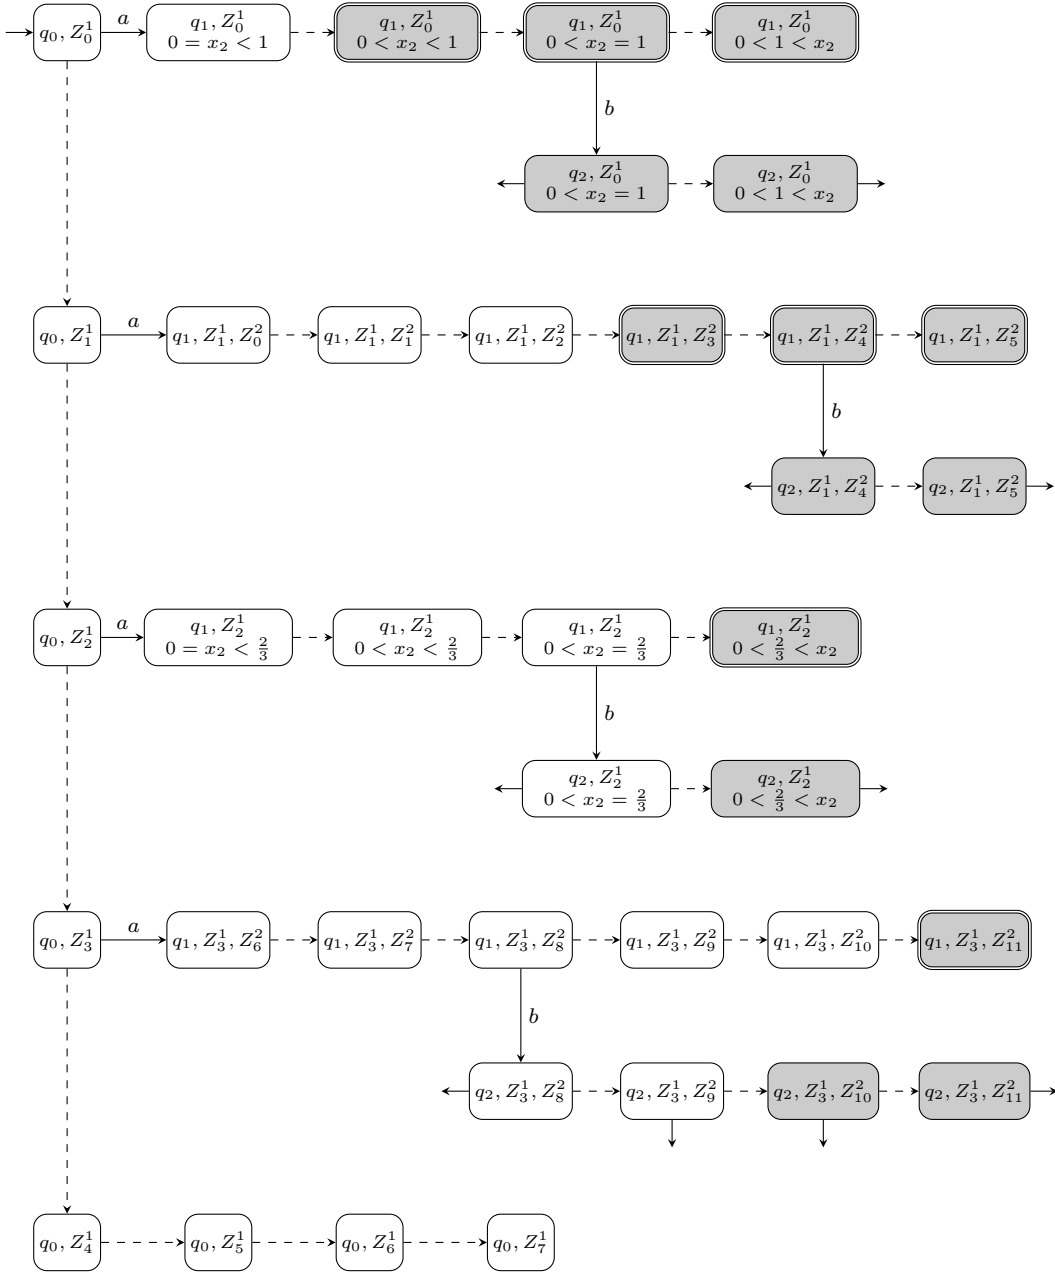 q₀, Z₀¹ a q₁, Z₀¹ q₁, Z₀¹ q₁, Z₀¹ q₁, Z₀¹
0 = x₂ < 1 0 < x₂ < 1 0 < x₂ = 1 0 < 1 < x₂
b
q₂, Z₀¹ q₂, Z₀¹
0 < x₂ = 1 0 < 1 < x₂
q₀, Z₁¹ a q₁, Z₁¹, Z₀² q₁, Z₁¹, Z₁² q₁, Z₁¹, Z₂² q₁, Z₁¹, Z₃² q₁, Z₁¹, Z₄² q₁, Z₁¹, Z₅²
b
q₂, Z₁¹, Z₄² q₂, Z₁¹, Z₅²
q₀, Z₂¹ a q₁, Z₂¹ q₁, Z₂¹ q₁, Z₂¹ q₁, Z₂¹
0 = x₂ < 2/3 0 < x₂ < 2/3 0 < x₂ = 2/3 0 < 2/3 < x₂
b
q₂, Z₂¹ q₂, Z₂¹
0 < x₂ = 2/3 0 < 2/3 < x₂
q₀, Z₃¹ a q₁, Z₃¹, Z₆² q₁, Z₃¹, Z₇² q₁, Z₃¹, Z₈² q₁, Z₃¹, Z₉² q₁, Z₃¹, Z₁₀² q₁, Z₃¹, Z₁₁²
b
q₂, Z₃¹, Z₈² q₂, Z₃¹, Z₉² q₂, Z₃¹, Z₁₀² q₂, Z₃¹, Z₁₁²
q₀, Z₄¹ q₀, Z₅¹ q₀, Z₆¹ q₀, Z₇¹